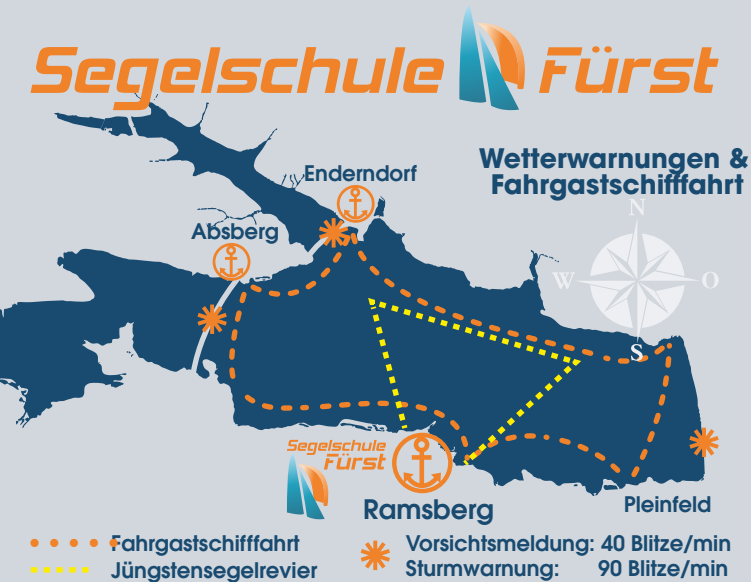 Segelschule Fürst
Wetterwarnungen &
Fahrgastschifffahrt
Enderndorf
Absberg
N
W
O
S
Segelschule
Fürst
Ramsberg
Pleinfeld
Fahrgastschifffahrt
Jüngstensegelrevier
Vorsichtsmeldung: 40 Blitze/min
Sturmwarnung: 90 Blitze/min